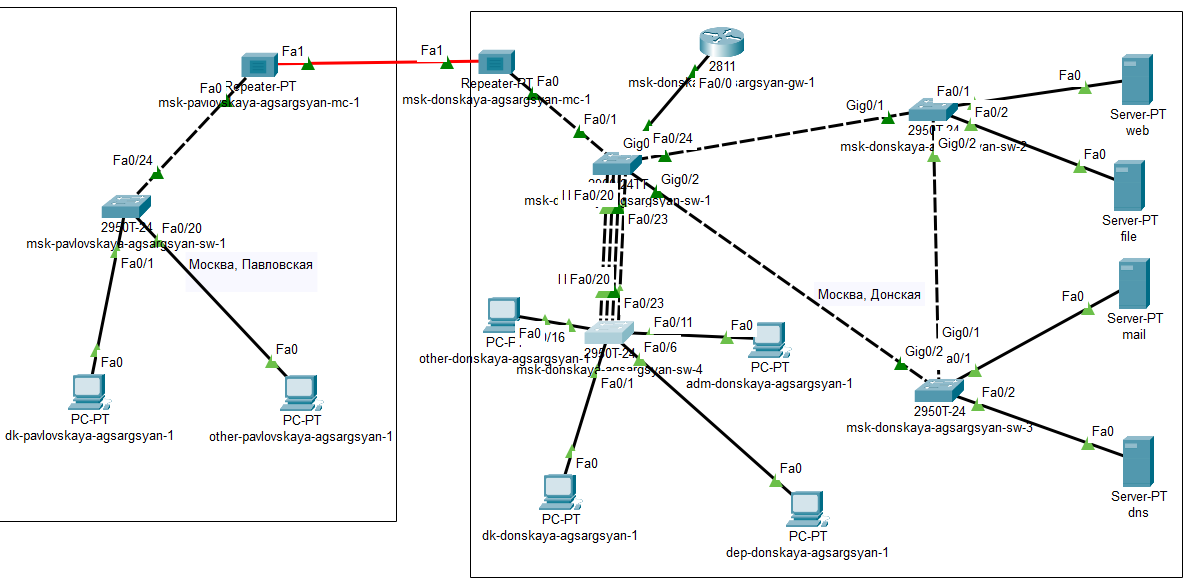 Fa1
Fa0
Repeater-PT
msk-pavlovskaya-agsargsyan-mc-1
Fa0/24
2950T-24
msk-pavlovskaya-agsargsyan-sw-1
Fa0/20
Fa0/1
Москва, Павловская
Fa0
PC-PT
dk-pavlovskaya-agsargsyan-1
Fa0
PC-PT
other-pavlovskaya-agsargsyan-1
Fa1
Fa0
Repeater-PT
msk-donskaya-agsargsyan-mc-1
2811
Fa0/0
Fa0/1
Fa0/24
Gig0/2
Fa0/20
Fa0/23
Fa0/20
Fa0/23
Fa0/11
Fa0
Fa0
other-donskaya-agsargsyan-1
2950T-24
Fa0/6
msk-donskaya-agsargsyan-sw-4
Fa0/1
PC-PT
adm-donskaya-agsargsyan-1
Fa0
PC-PT
dk-donskaya-agsargsyan-1
Fa0
PC-PT
dep-donskaya-agsargsyan-1
Москва, Донская
Gig0/1
Fa0/1
Fa0/2
Gig0/2
Fa0
Server-PT
web
Fa0
Server-PT
file
Gig0/1
Gig0/2
Fa0/2
2950T-24
msk-donskaya-agsargsyan-sw-3
Fa0
Server-PT
mail
Fa0
Server-PT
dns